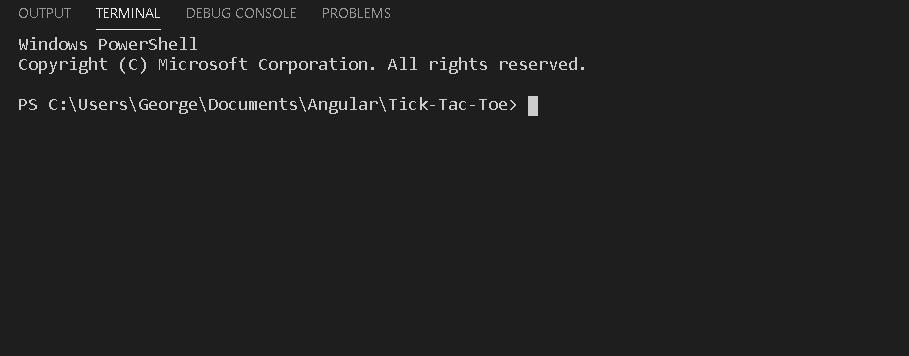 OUTPUT TERMINAL DEBUG CONSOLE PROBLEMS
Windows PowerShell
Copyright (C) Microsoft Corporation. All rights reserved.
PS C:\Users\George\Documents\Angular\Tick-Tac-Toe>